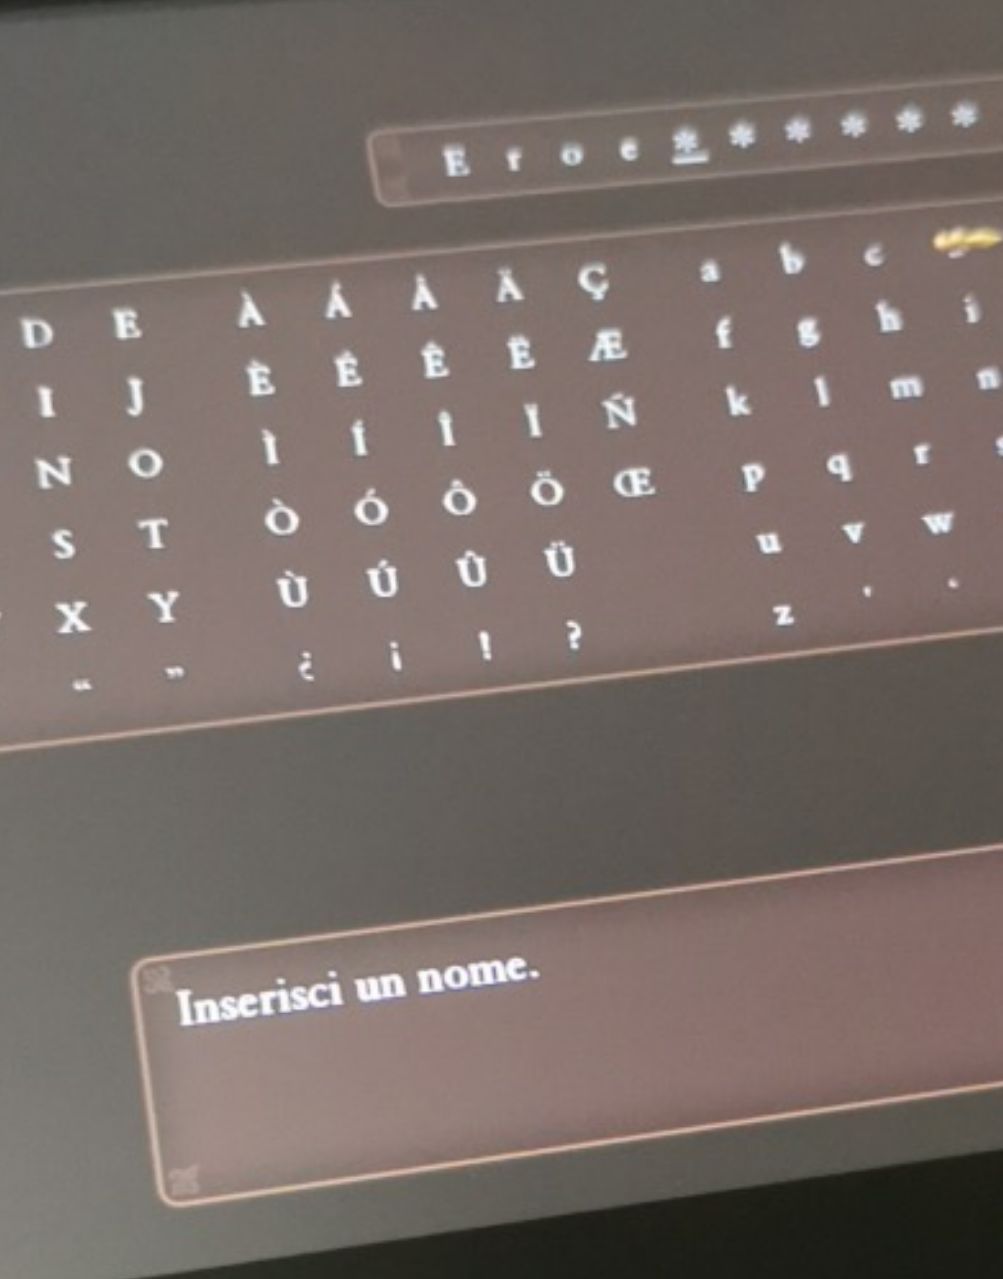 E r o e * * * * * *
D E À Á Â Ä Ç a b c
I J È É Ê Ë Æ f g h i
N O Ì Í Î Ï Ñ k l m n
S T Ò Ó Ô Ö Œ p q r s
X Y Ù Ú Û Ü u v w
“ ” ¿ ¡ ! ? z ' ‘
Inserisci un nome.